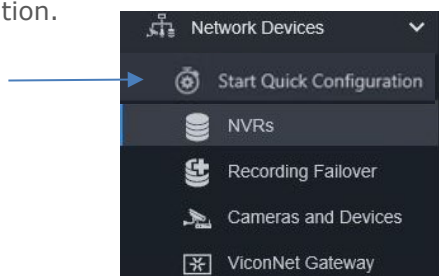 tion.
Network Devices
Start Quick Configuration
NVRs
Recording Failover
Cameras and Devices
ViconNet Gateway